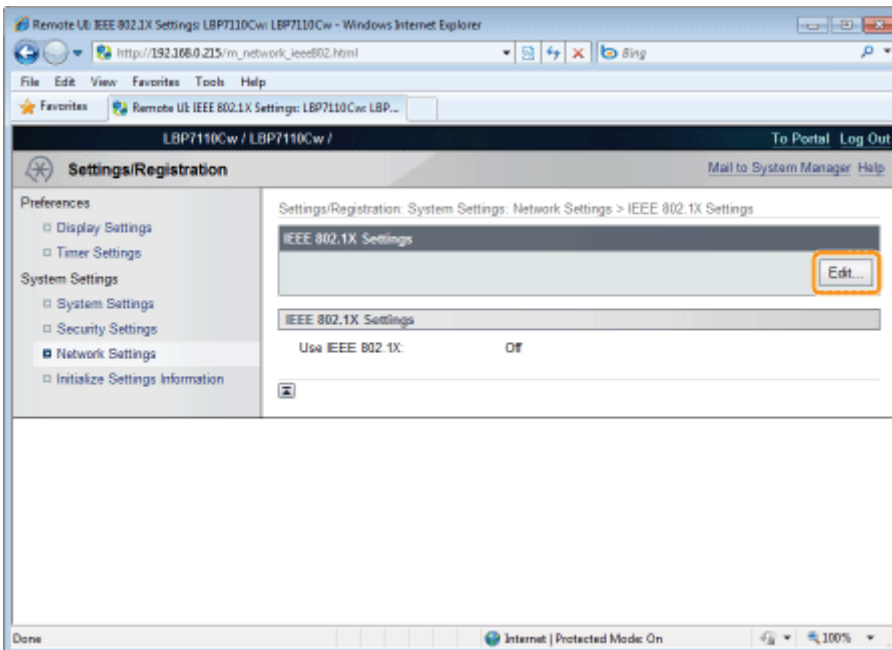 Remote UI: IEEE 802.1X Settings: LBP7110Cw: LBP7110Cw - Windows Internet Explorer
http://192.168.0.215/m_network_ieee802.html
Bing
File Edit View Favorites Tools Help
Favorites
Remote UI: IEEE 802.1X Settings: LBP7110Cw: LBP...
LBP7110Cw / LBP7110Cw /
To Portal Log Out
Settings/Registration
Mail to System Manager Help
Preferences
Display Settings
Timer Settings
System Settings
System Settings
Security Settings
Network Settings
Initialize Settings Information
Settings/Registration: System Settings: Network Settings > IEEE 802.1X Settings
IEEE 802.1X Settings
Edit...
IEEE 802.1X Settings
Use IEEE 802.1X: Off
Done
Internet | Protected Mode: On
100%